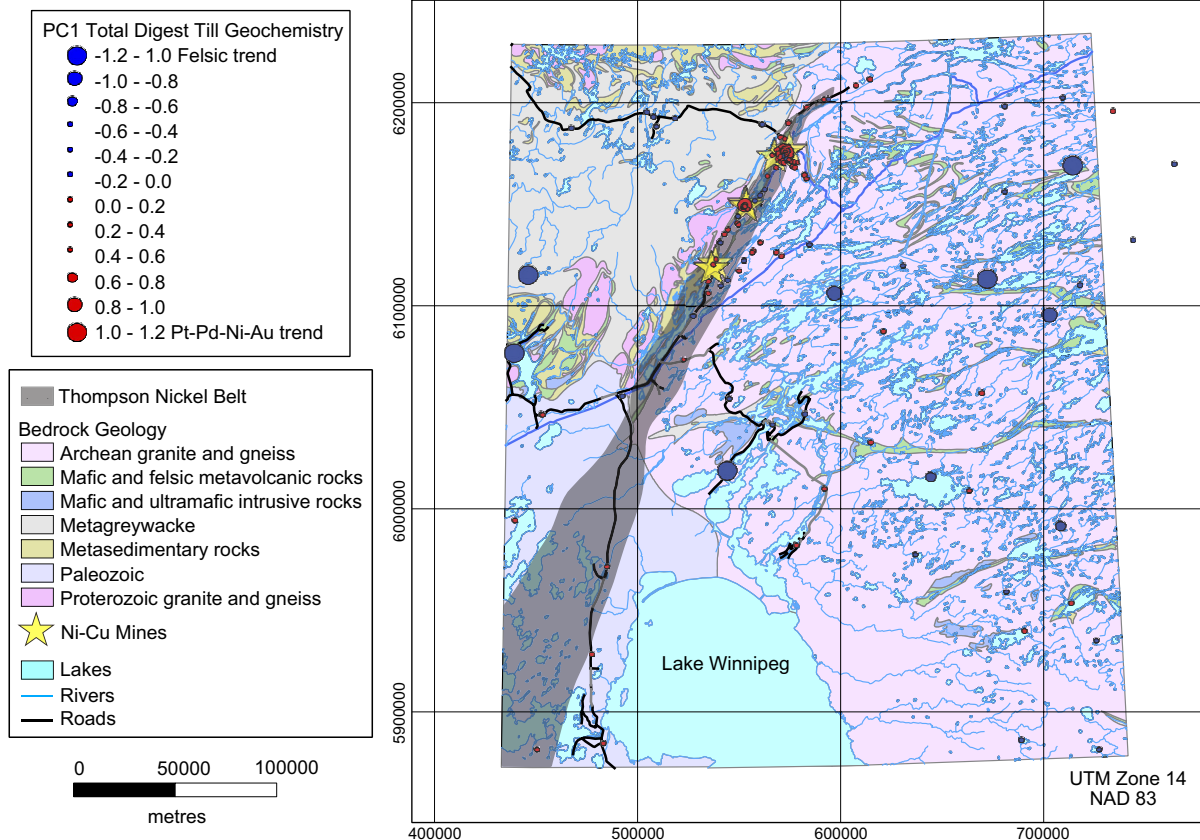 PC1 Total Digest Till Geochemistry
-1.2 - 1.0 Felsic trend
-1.0 - -0.8
-0.8 - -0.6
-0.6 - -0.4
-0.4 - -0.2
-0.2 - 0.0
0.0 - 0.2
0.2 - 0.4
0.4 - 0.6
0.6 - 0.8
0.8 - 1.0
1.0 - 1.2 Pt-Pd-Ni-Au trend
Thompson Nickel Belt
Bedrock Geology
Archean granite and gneiss
Mafic and felsic metavolcanic rocks
Mafic and ultramafic intrusive rocks
Metagreywacke
Metasedimentary rocks
Paleozoic
Proterozoic granite and gneiss
Ni-Cu Mines
Lakes
Rivers
Roads
0 50000 100000
metres
6200000
6100000
6000000
5900000
Lake Winnipeg
UTM Zone 14
NAD 83
400000 500000 600000 700000